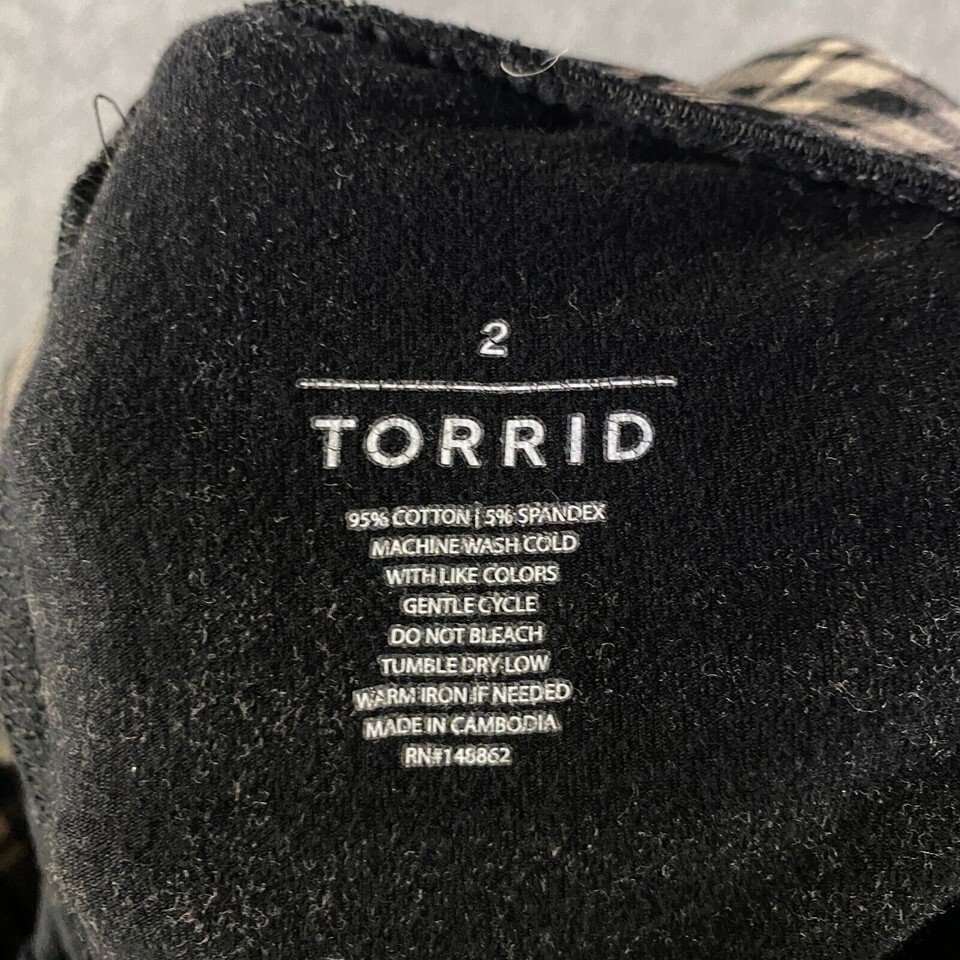 2
TORRID
95% COTTON | 5% SPANDEX
MACHINE WASH COLD
WITH LIKE COLORS
GENTLE CYCLE
DO NOT BLEACH
TUMBLE DRY LOW
WARM IRON IF NEEDED
MADE IN CAMBODIA
RN#148862